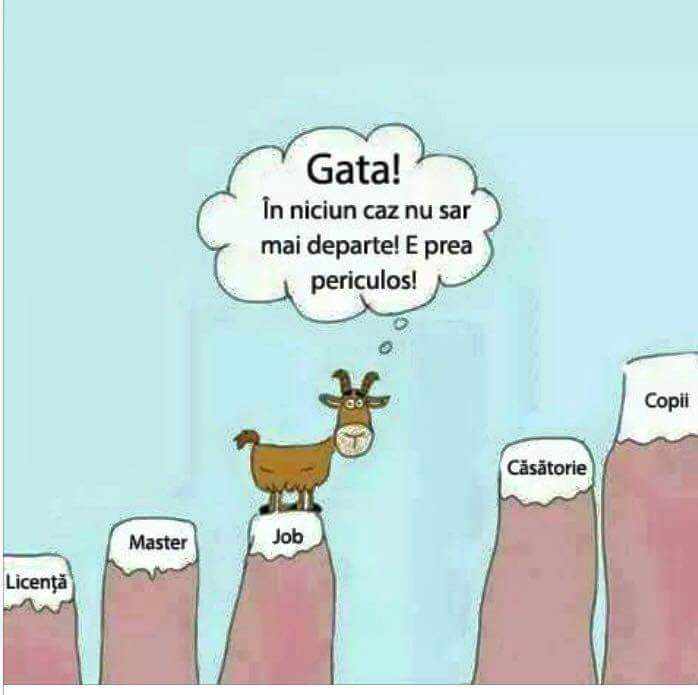 Gata!
În niciun caz nu sar
mai departe! E prea
periculos!
Licență
Master
Job
Căsătorie
Copii